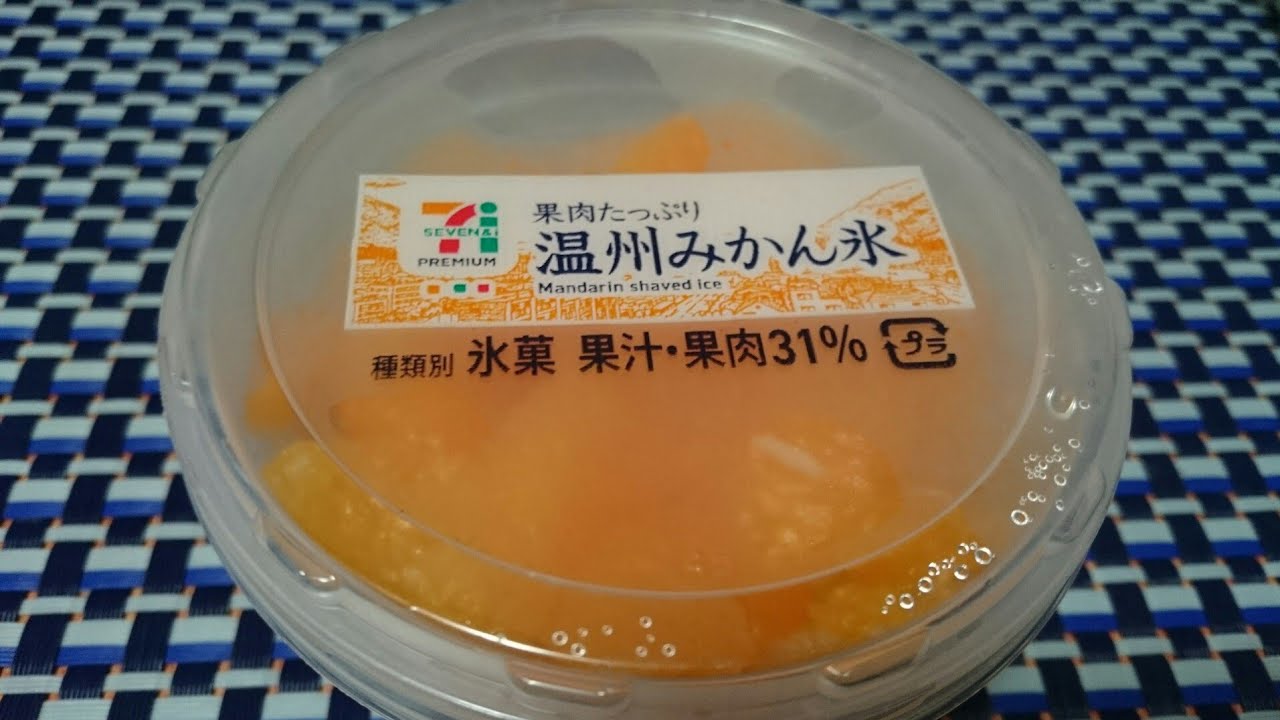 SEVEN&i
PREMIUM
果肉たっぷり
温州みかん氷
Mandarin shaved ice
種類別 氷菓 果汁・果肉31%
プラ